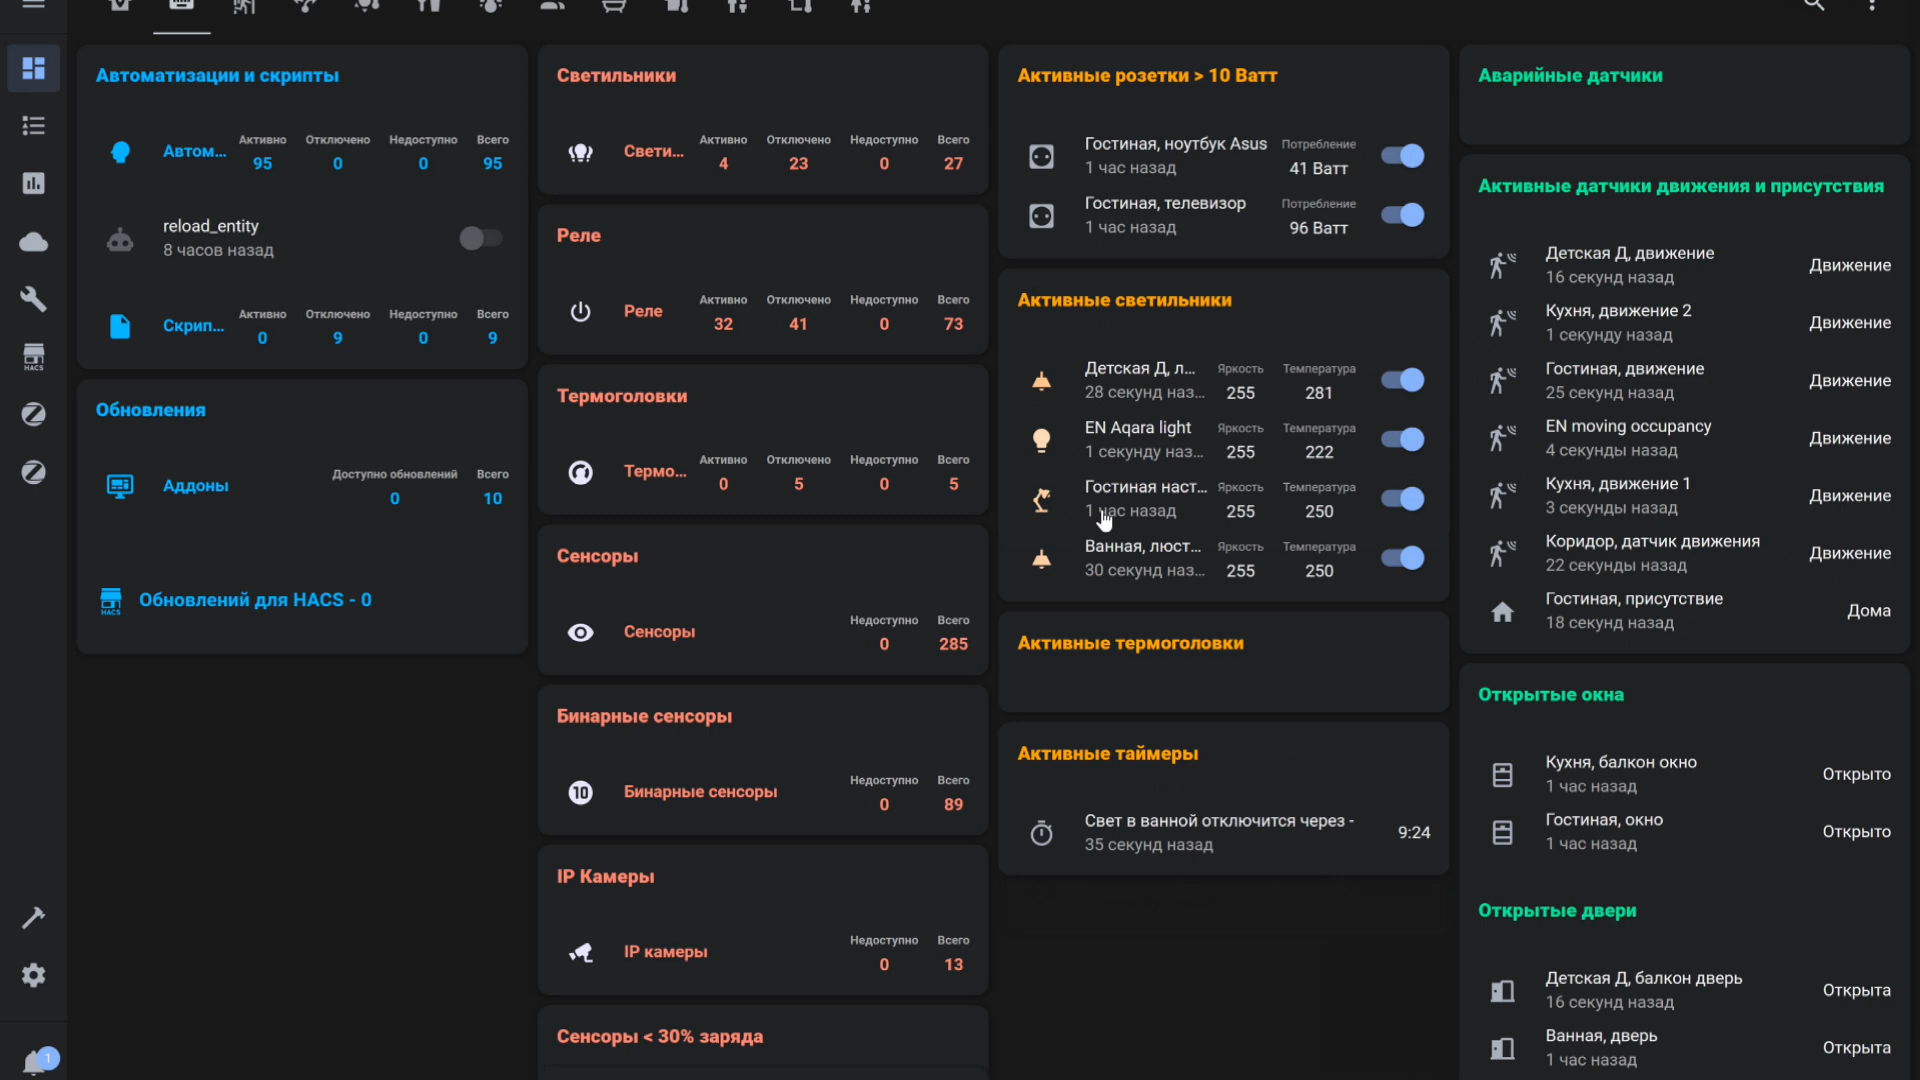 Автоматизации и скрипты
Активно Отключено Недоступно Всего
Автом... 95 0 0 95
reload_entity
8 часов назад
Активно Отключено Недоступно Всего
Скрип... 0 9 0 9
Обновления
Доступно обновлений Всего
Аддоны 0 10
HACS Обновлений для HACS - 0
HACS
Светильники
Активно Отключено Недоступно Всего
Свети... 4 23 0 27
Реле
Активно Отключено Недоступно Всего
Реле 32 41 0 73
Термоголовки
Активно Отключено Недоступно Всего
Термо... 0 5 0 5
Сенсоры
Недоступно Всего
Сенсоры 0 285
Бинарные сенсоры
Недоступно Всего
10 Бинарные сенсоры 0 89
IP Камеры
Недоступно Всего
IP камеры 0 13
Сенсоры < 30% заряда
Активные розетки > 10 Ватт
Гостиная, ноутбук Asus Потребление
1 час назад 41 Ватт
Гостиная, телевизор Потребление
1 час назад 96 Ватт
Активные светильники
Детская Д, л... Яркость Температура
28 секунд наз... 255 281
EN Aqara light Яркость Температура
1 секунду наз... 255 222
Гостиная наст... Яркость Температура
1 час назад 255 250
Ванная, люст... Яркость Температура
30 секунд наз... 255 250
Активные термоголовки
Активные таймеры
Свет в ванной отключится через - 9:24
35 секунд назад
Аварийные датчики
Активные датчики движения и присутствия
Детская Д, движение Движение
16 секунд назад
Кухня, движение 2 Движение
1 секунду назад
Гостиная, движение Движение
25 секунд назад
EN moving occupancy Движение
4 секунды назад
Кухня, движение 1 Движение
3 секунды назад
Коридор, датчик движения Движение
22 секунды назад
Гостиная, присутствие Дома
18 секунд назад
Открытые окна
Кухня, балкон окно Открыто
1 час назад
Гостиная, окно Открыто
1 час назад
Открытые двери
Детская Д, балкон дверь Открыта
16 секунд назад
Ванная, дверь Открыта
1 час назад
1